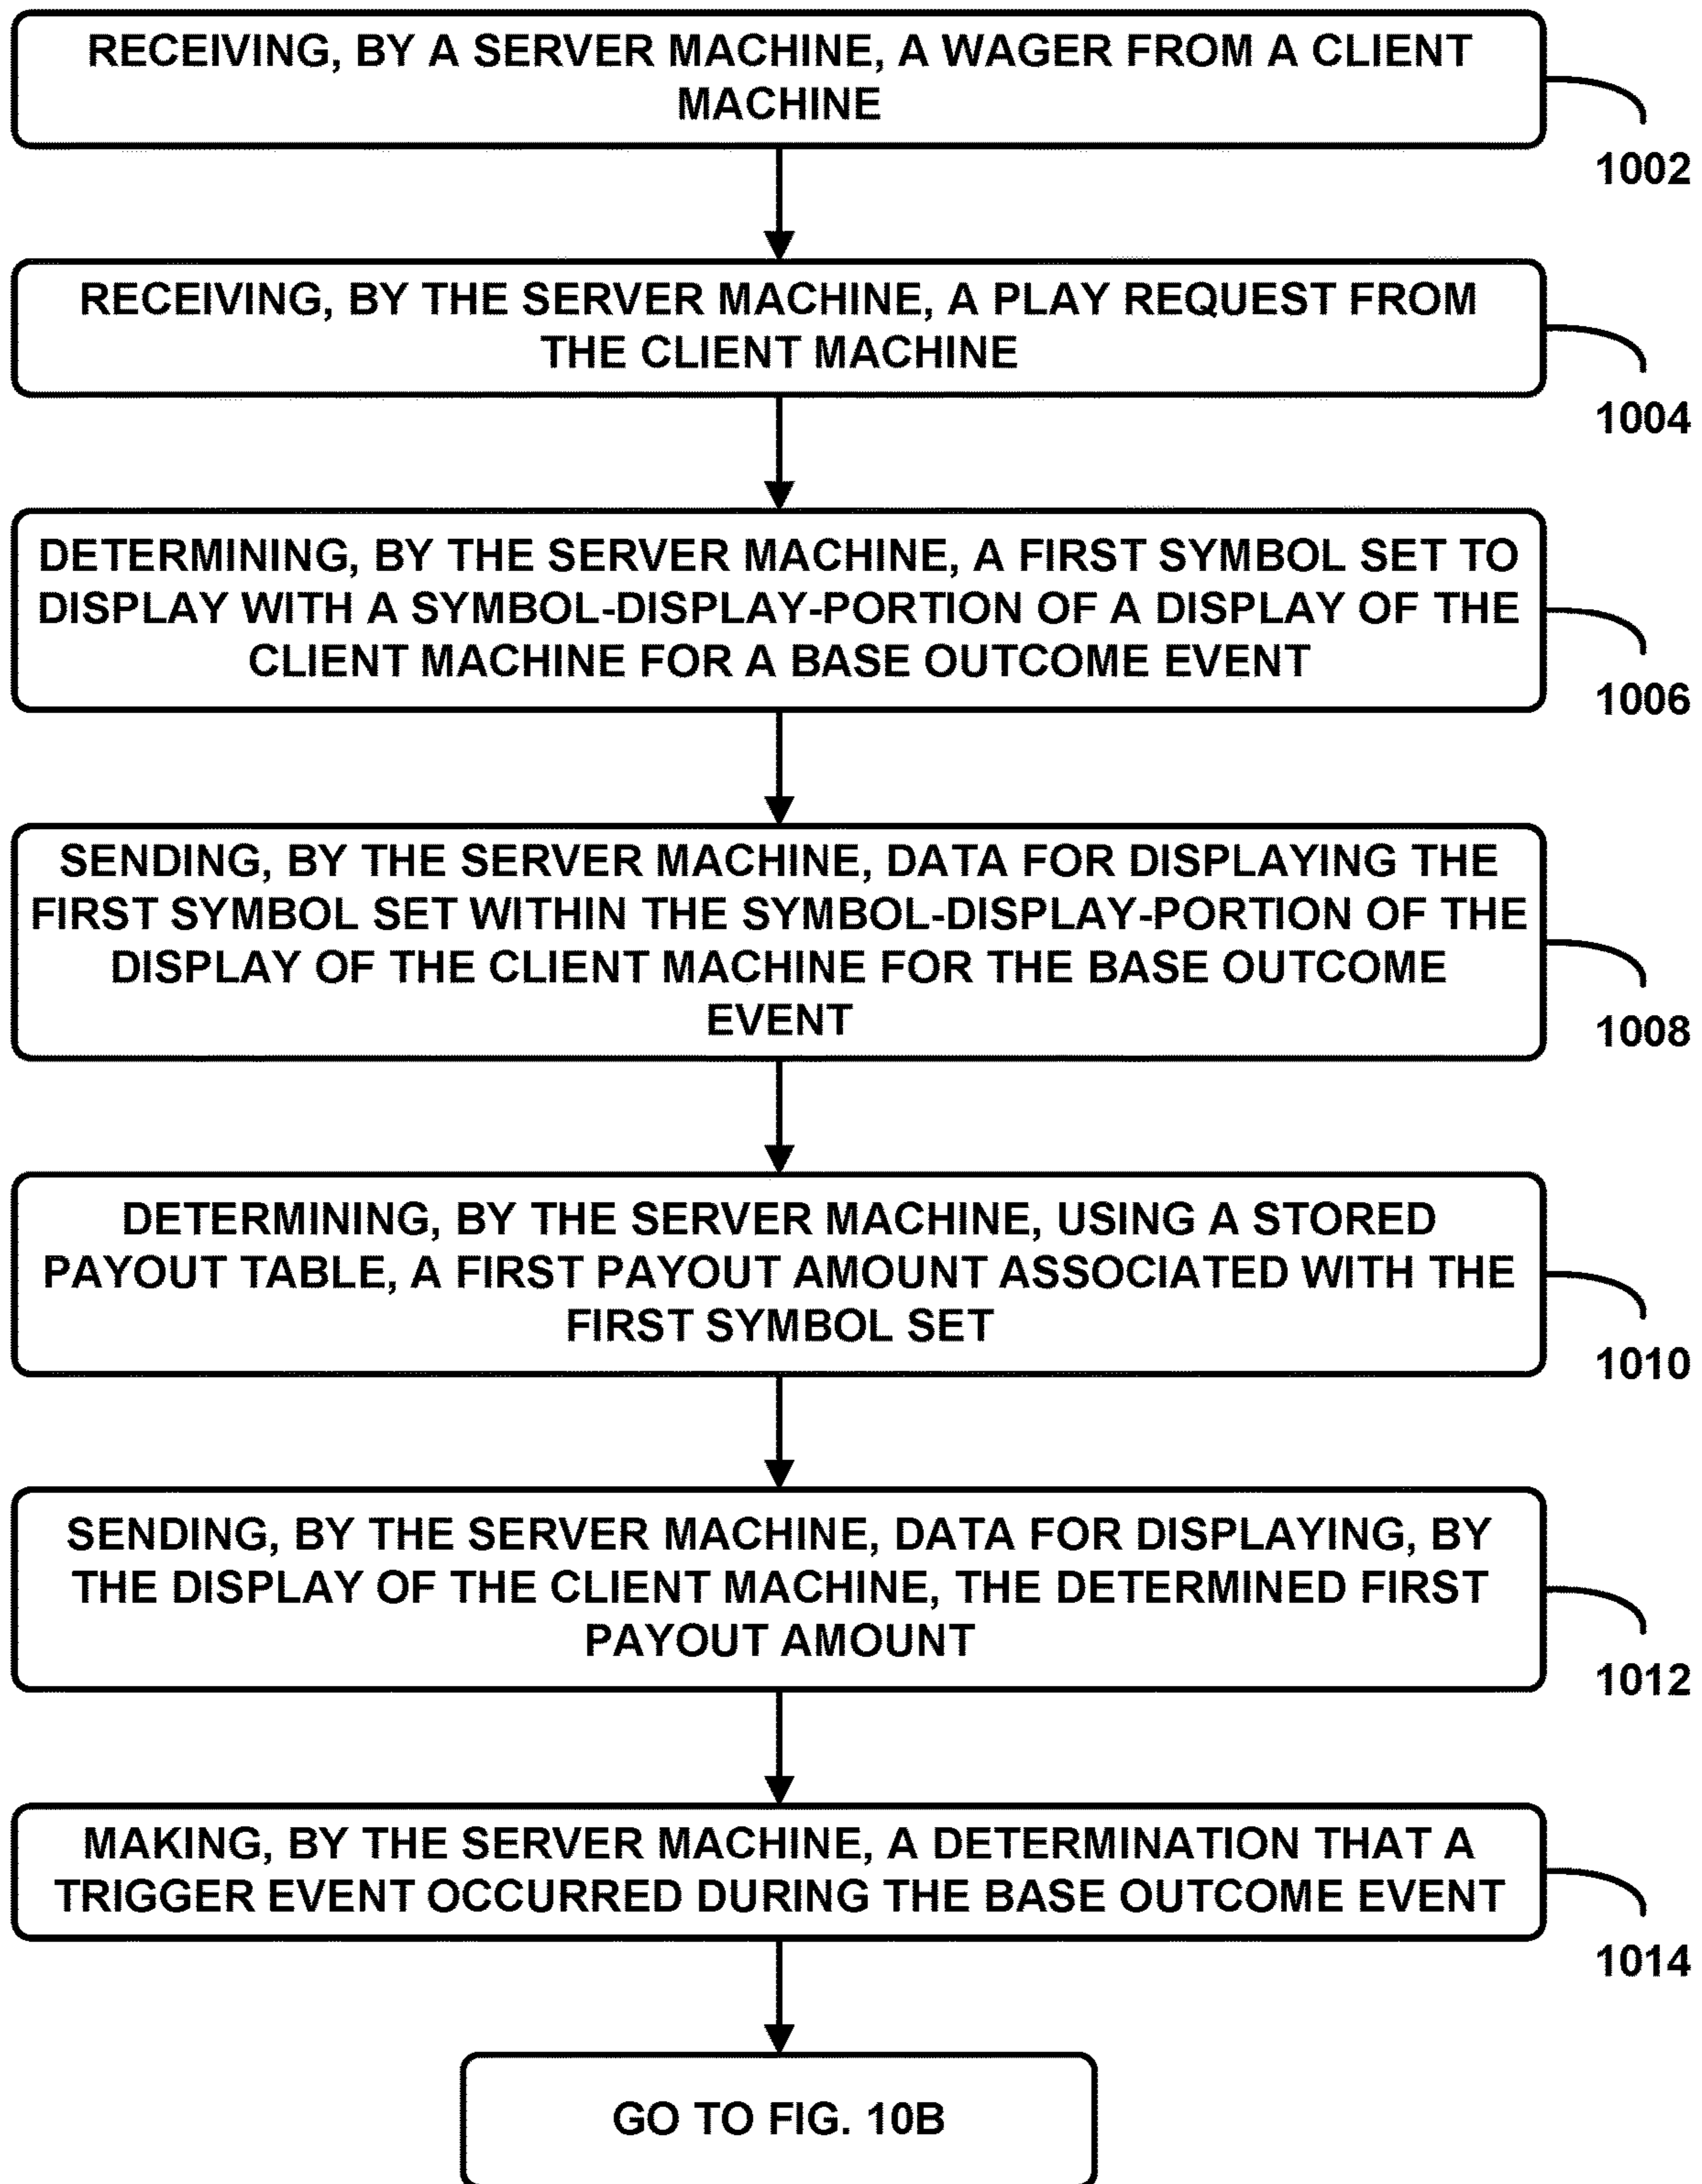 RECEIVING, BY A SERVER MACHINE, A WAGER FROM A CLIENT
MACHINE
1002
RECEIVING, BY THE SERVER MACHINE, A PLAY REQUEST FROM
THE CLIENT MACHINE
1004
DETERMINING, BY THE SERVER MACHINE, A FIRST SYMBOL SET TO
DISPLAY WITH A SYMBOL-DISPLAY-PORTION OF A DISPLAY OF THE
CLIENT MACHINE FOR A BASE OUTCOME EVENT
1006
SENDING, BY THE SERVER MACHINE, DATA FOR DISPLAYING THE
FIRST SYMBOL SET WITHIN THE SYMBOL-DISPLAY-PORTION OF THE
DISPLAY OF THE CLIENT MACHINE FOR THE BASE OUTCOME
EVENT
1008
DETERMINING, BY THE SERVER MACHINE, USING A STORED
PAYOUT TABLE, A FIRST PAYOUT AMOUNT ASSOCIATED WITH THE
FIRST SYMBOL SET
1010
SENDING, BY THE SERVER MACHINE, DATA FOR DISPLAYING, BY
THE DISPLAY OF THE CLIENT MACHINE, THE DETERMINED FIRST
PAYOUT AMOUNT
1012
MAKING, BY THE SERVER MACHINE, A DETERMINATION THAT A
TRIGGER EVENT OCCURRED DURING THE BASE OUTCOME EVENT
1014
GO TO FIG. 10B